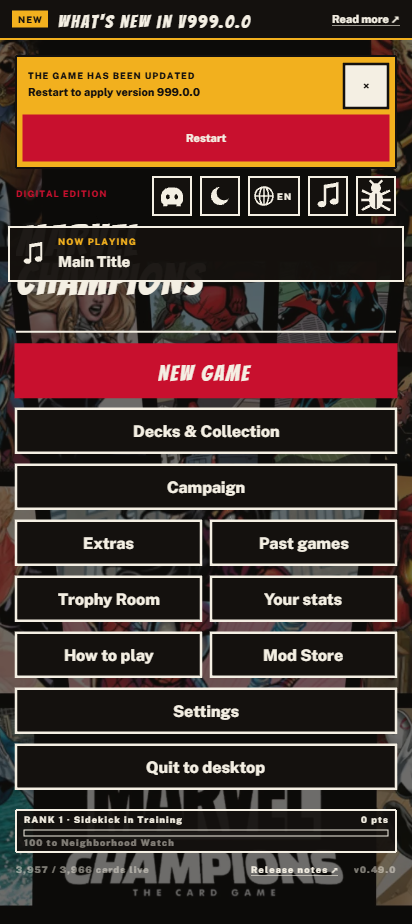 NEW WHAT'S NEW IN V999.0.0 Read more ↗
THE GAME HAS BEEN UPDATED
Restart to apply version 999.0.0
×
Restart
DIGITAL EDITION
EN
MARVEL
NOW PLAYING
Main Title
CHAMPIONS
NEW GAME
Decks & Collection
Campaign
Extras
Past games
Trophy Room
Your stats
How to play
Mod Store
Settings
Quit to desktop
MARVEL
RANK 1 · Sidekick in Training 0 pts
100 to Neighborhood Watch
3,957 / 3,966 cards live Release notes ↗ v0.49.0
CHAMPIONS
THE CARD GAME